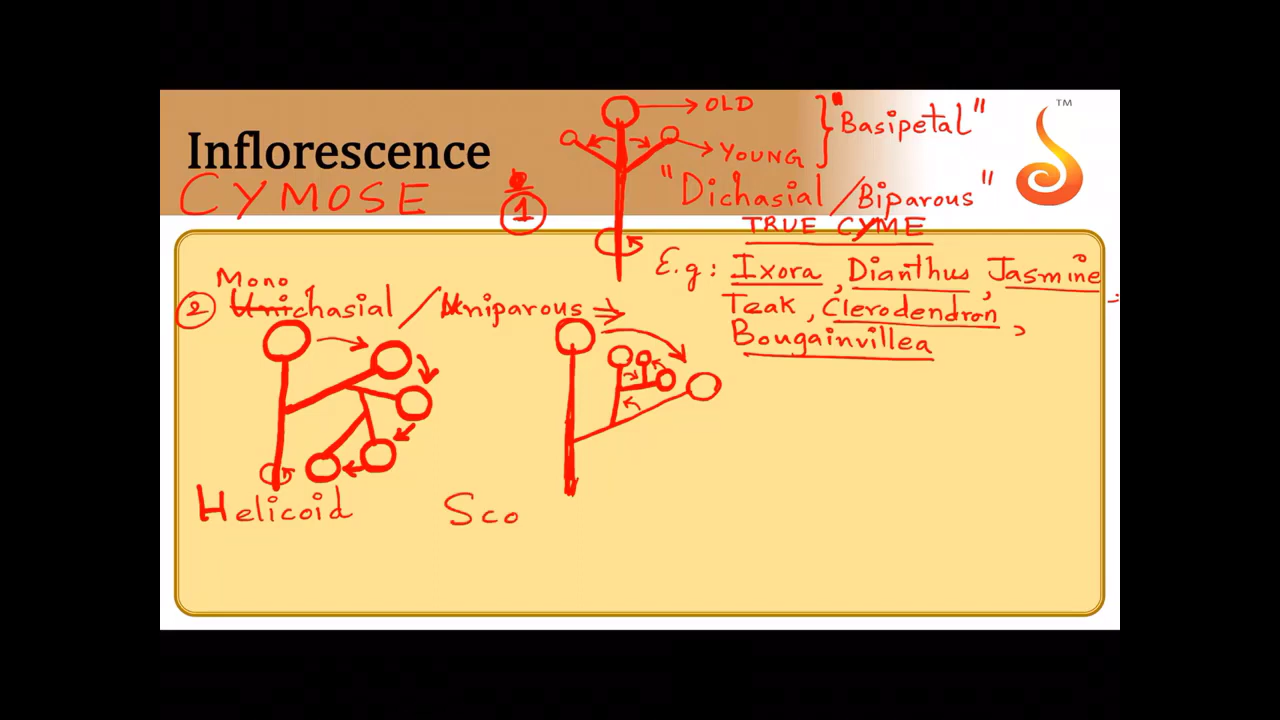 OLD
"Basipetal"
Inflorescence
YOUNG
CYMOSE
1
"Dichasial / Biparous"
TRUE CYME
E.g: Ixora, Dianthus, Jasmine,
Teak, Clerodendron,
Bougainvillea
Mono
2 Unichasial / Uniparous ⇒
Helicoid
Sco
TM